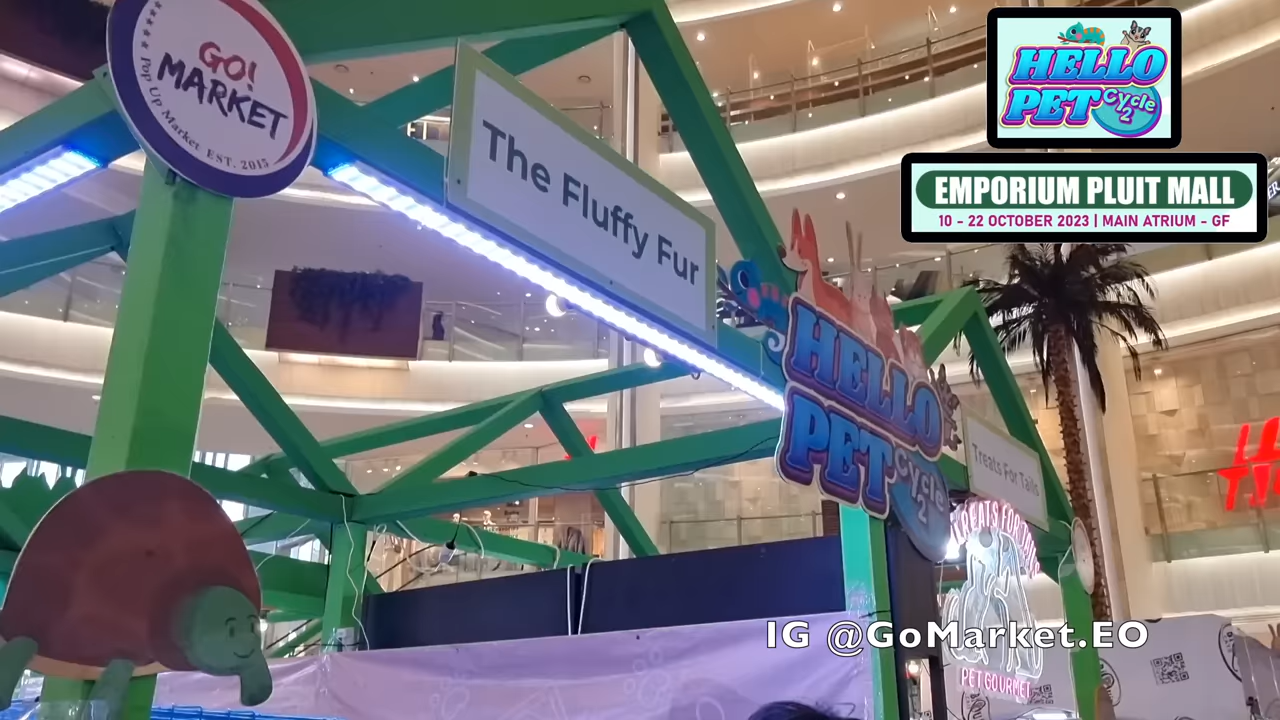 GO!
MARKET
Pop UP Market EST. 2015
The Fluffy Fur
HELLO
PET Cycle
2
EMPORIUM PLUIT MALL
10 - 22 OCTOBER 2023 | MAIN ATRIUM - GF
HELLO
PET Cycle
2
Treats For Tails
TREATS FOR TAILS
PET GOURMET
IG @GoMarket.EO